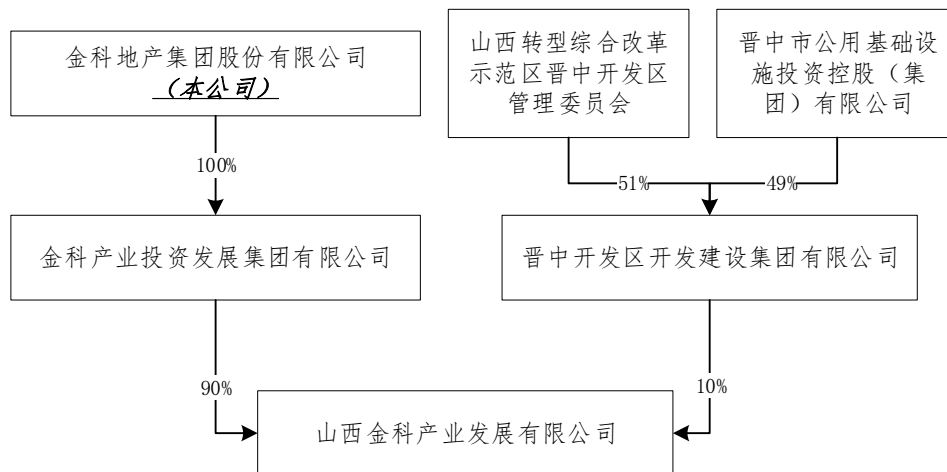 金科地产集团股份有限公司
（本公司）
山西转型综合改革
示范区晋中开发区
管理委员会
晋中市公用基础设
施投资控股（集
团）有限公司
100%
51%
49%
金科产业投资发展集团有限公司
晋中开发区开发建设集团有限公司
90%
10%
山西金科产业发展有限公司